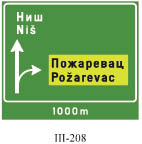 Ниш
Niš
Пожаревац
Požarevac
1000m
III-208